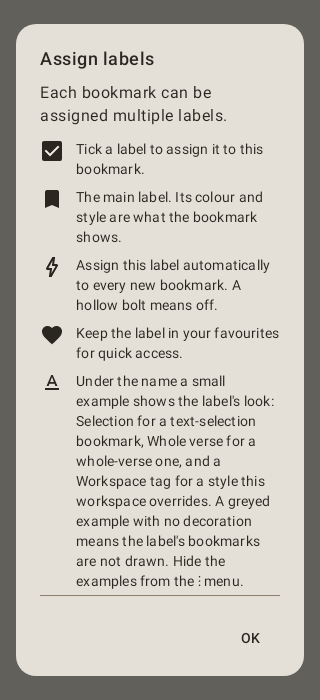 Assign labels
Each bookmark can be
assigned multiple labels.
Tick a label to assign it to this
bookmark.
The main label. Its colour and
style are what the bookmark
shows.
Assign this label automatically
to every new bookmark. A
hollow bolt means off.
Keep the label in your favourites
for quick access.
A
Under the name a small
example shows the label's look:
Selection for a text-selection
bookmark, Whole verse for a
whole-verse one, and a
Workspace tag for a style this
workspace overrides. A greyed
example with no decoration
means the label's bookmarks
are not drawn. Hide the
examples from the ⋮ menu.
OK